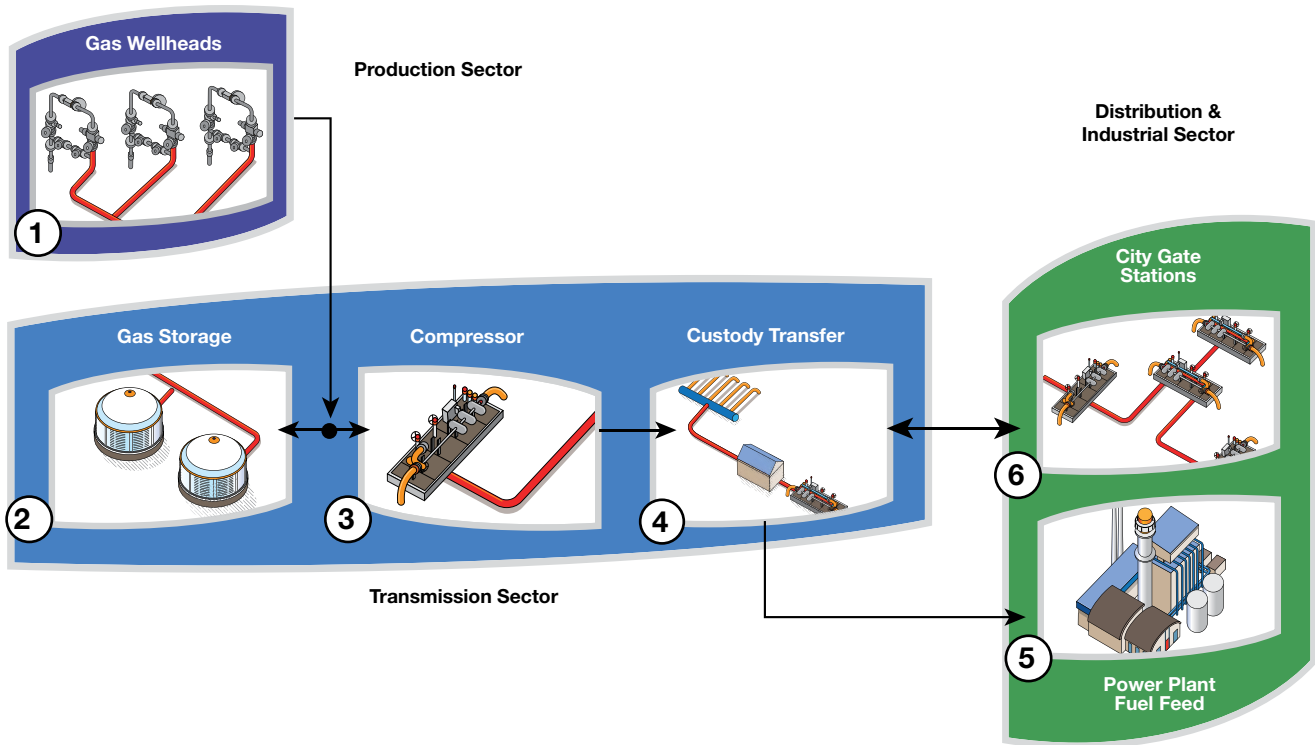 Gas Wellheads
1
Production Sector
Distribution &
Industrial Sector
Gas Storage
2
Compressor
3
Custody Transfer
4
Transmission Sector
City Gate
Stations
6
5
Power Plant
Fuel Feed